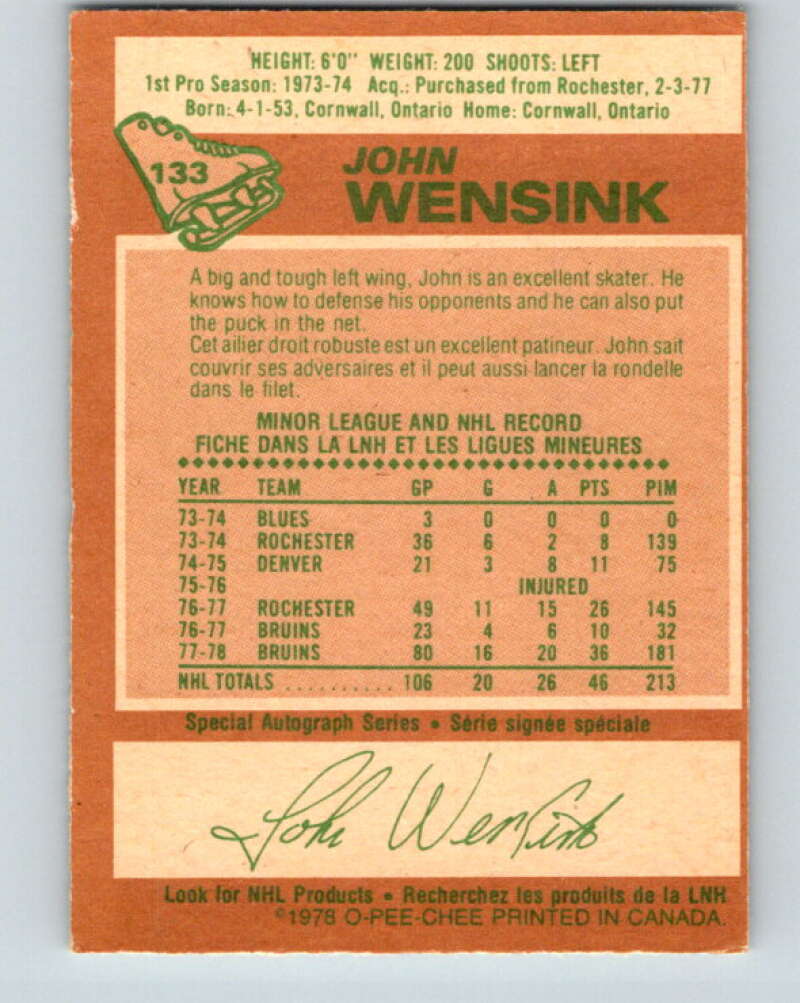 HEIGHT: 6'0" WEIGHT: 200 SHOOTS: LEFT
1st Pro Season: 1973-74 Acq.: Purchased from Rochester, 2-3-77
Born: 4-1-53, Cornwall, Ontario Home: Cornwall, Ontario
133
JOHN
WENSINK
A big and tough left wing, John is an excellent skater. He
knows how to defense his opponents and he can also put
the puck in the net.
Cet ailier droit robuste est un excellent patineur. John sait
couvrir ses adversaires et il peut aussi lancer la rondelle
dans le filet.
MINOR LEAGUE AND NHL RECORD
FICHE DANS LA LNH ET LES LIGUES MINEURES
YEAR TEAM GP G A PTS PIM
73-74 BLUES 3 0 0 0 0
73-74 ROCHESTER 36 6 2 8 139
74-75 DENVER 21 3 8 11 75
75-76 INJURED
76-77 ROCHESTER 49 11 15 26 145
76-77 BRUINS 23 4 6 10 32
77-78 BRUINS 80 16 20 36 181
NHL TOTALS .......... 106 20 26 46 213
Special Autograph Series • Série signée spéciale
John Wensink
Look for NHL Products • Recherchez les produits de la LNH
©1978 O-PEE-CHEE PRINTED IN CANADA.